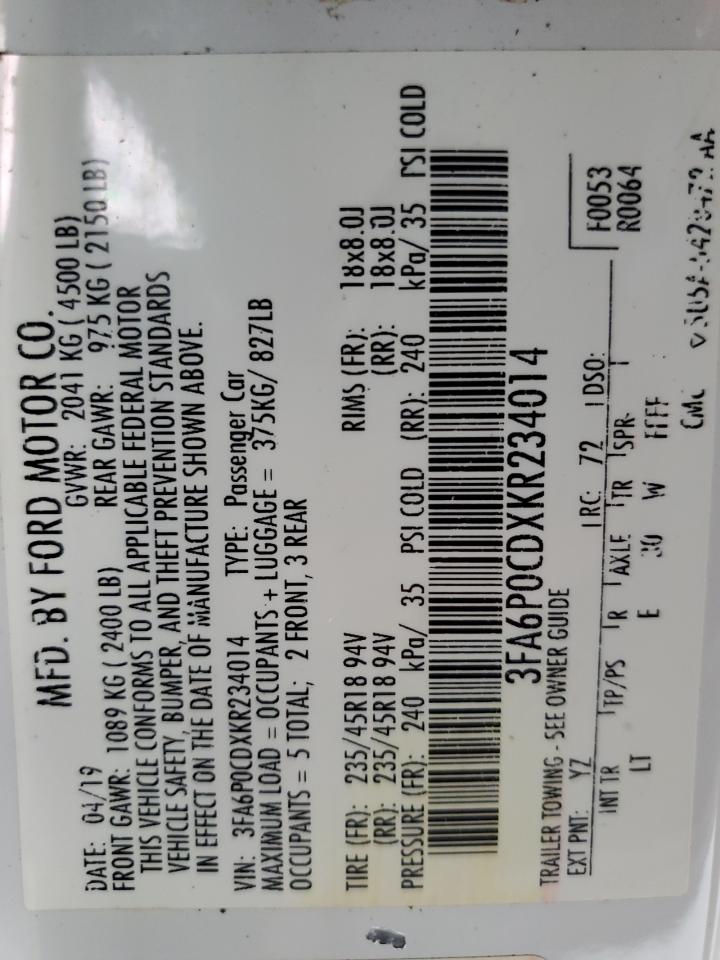 MFD. BY FORD MOTOR CO.
DATE: 04/19 GVWR: 2041 KG ( 4500 LB)
FRONT GAWR: 1089 KG ( 2400 LB) REAR GAWR: 975 KG ( 2150 LB)
THIS VEHICLE CONFORMS TO ALL APPLICABLE FEDERAL MOTOR
VEHICLE SAFETY, BUMPER, AND THEFT PREVENTION STANDARDS
IN EFFECT ON THE DATE OF MANUFACTURE SHOWN ABOVE.
VIN: 3FA6P0CDXKR234014 TYPE: Passenger Car
MAXIMUM LOAD = OCCUPANTS + LUGGAGE = 375KG/ 827LB
OCCUPANTS = 5 TOTAL; 2 FRONT, 3 REAR
TIRE (FR): 235/45R18 94V RIMS (FR): 18x8.0J
(RR): 235/45R18 94V (RR): 18x8.0J
PRESSURE (FR): 240 kPa/ 35 PSI COLD (RR): 240 kPa/ 35 PSI COLD
3FA6P0CDXKR234014
TRAILER TOWING - SEE OWNER GUIDE
F0053
R0064
EXT PNT: YZ RC: 72 DSO:
INT TR TP/PS R AXLE TR SPR
LT E W FFFF